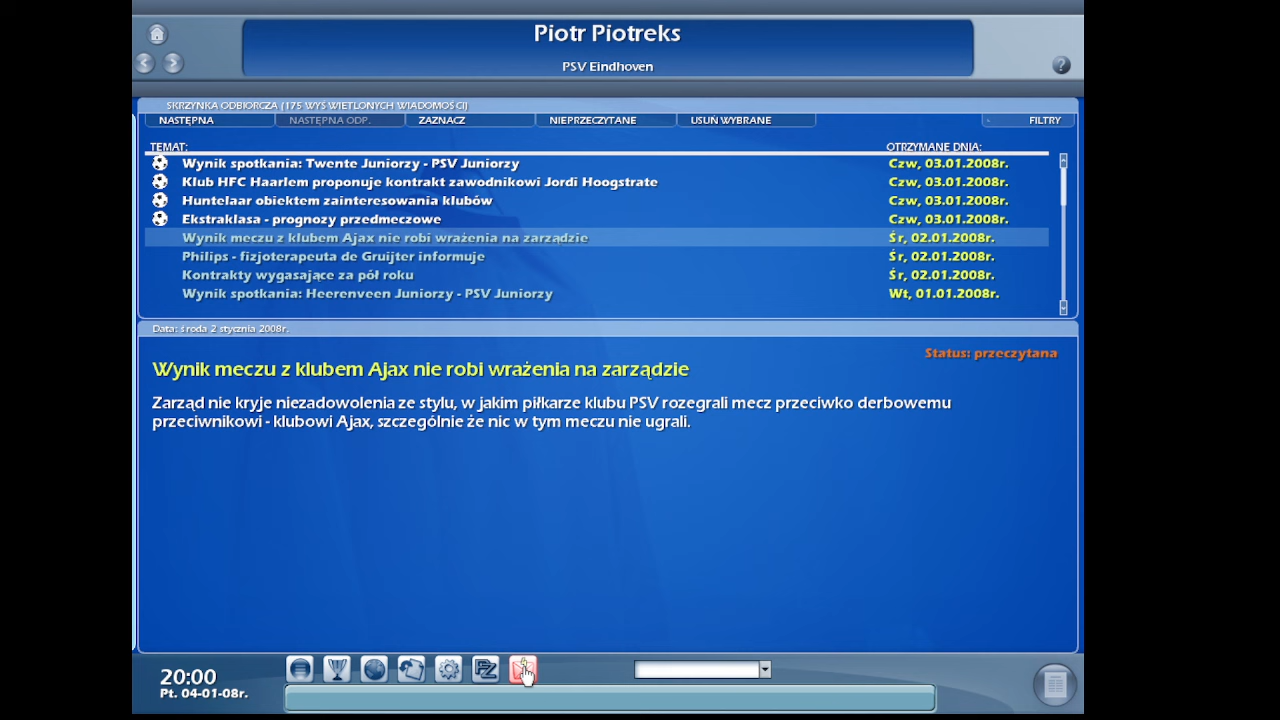 Piotr Piotreks
PSV Eindhoven
?
SKRZYNKA ODBIORCZA (175 WYŚWIETLONYCH WIADOMOŚCI)
NASTĘPNA NASTĘPNA ODP. ZAZNACZ NIEPRZECZYTANE USUŃ WYBRANE FILTRY
TEMAT: OTRZYMANE DNIA:
Wynik spotkania: Twente Juniorzy - PSV Juniorzy Czw, 03.01.2008r.
Klub HFC Haarlem proponuje kontrakt zawodnikowi Jordi Hoogstrate Czw, 03.01.2008r.
Huntelaar obiektem zainteresowania klubów Czw, 03.01.2008r.
Ekstraklasa - prognozy przedmeczowe Czw, 03.01.2008r.
Wynik meczu z klubem Ajax nie robi wrażenia na zarządzie Śr, 02.01.2008r.
Philips - fizjoterapeuta de Gruijter informuje Śr, 02.01.2008r.
Kontrakty wygasające za pół roku Śr, 02.01.2008r.
Wynik spotkania: Heerenveen Juniorzy - PSV Juniorzy Wt, 01.01.2008r.
Data: środa 2 stycznia 2008r.
Status: przeczytana
Wynik meczu z klubem Ajax nie robi wrażenia na zarządzie
Zarząd nie kryje niezadowolenia ze stylu, w jakim piłkarze klubu PSV rozegrali mecz przeciwko derbowemu
przeciwnikowi - klubowi Ajax, szczególnie że nic w tym meczu nie ugrali.
20:00
Pt. 04-01-08r.